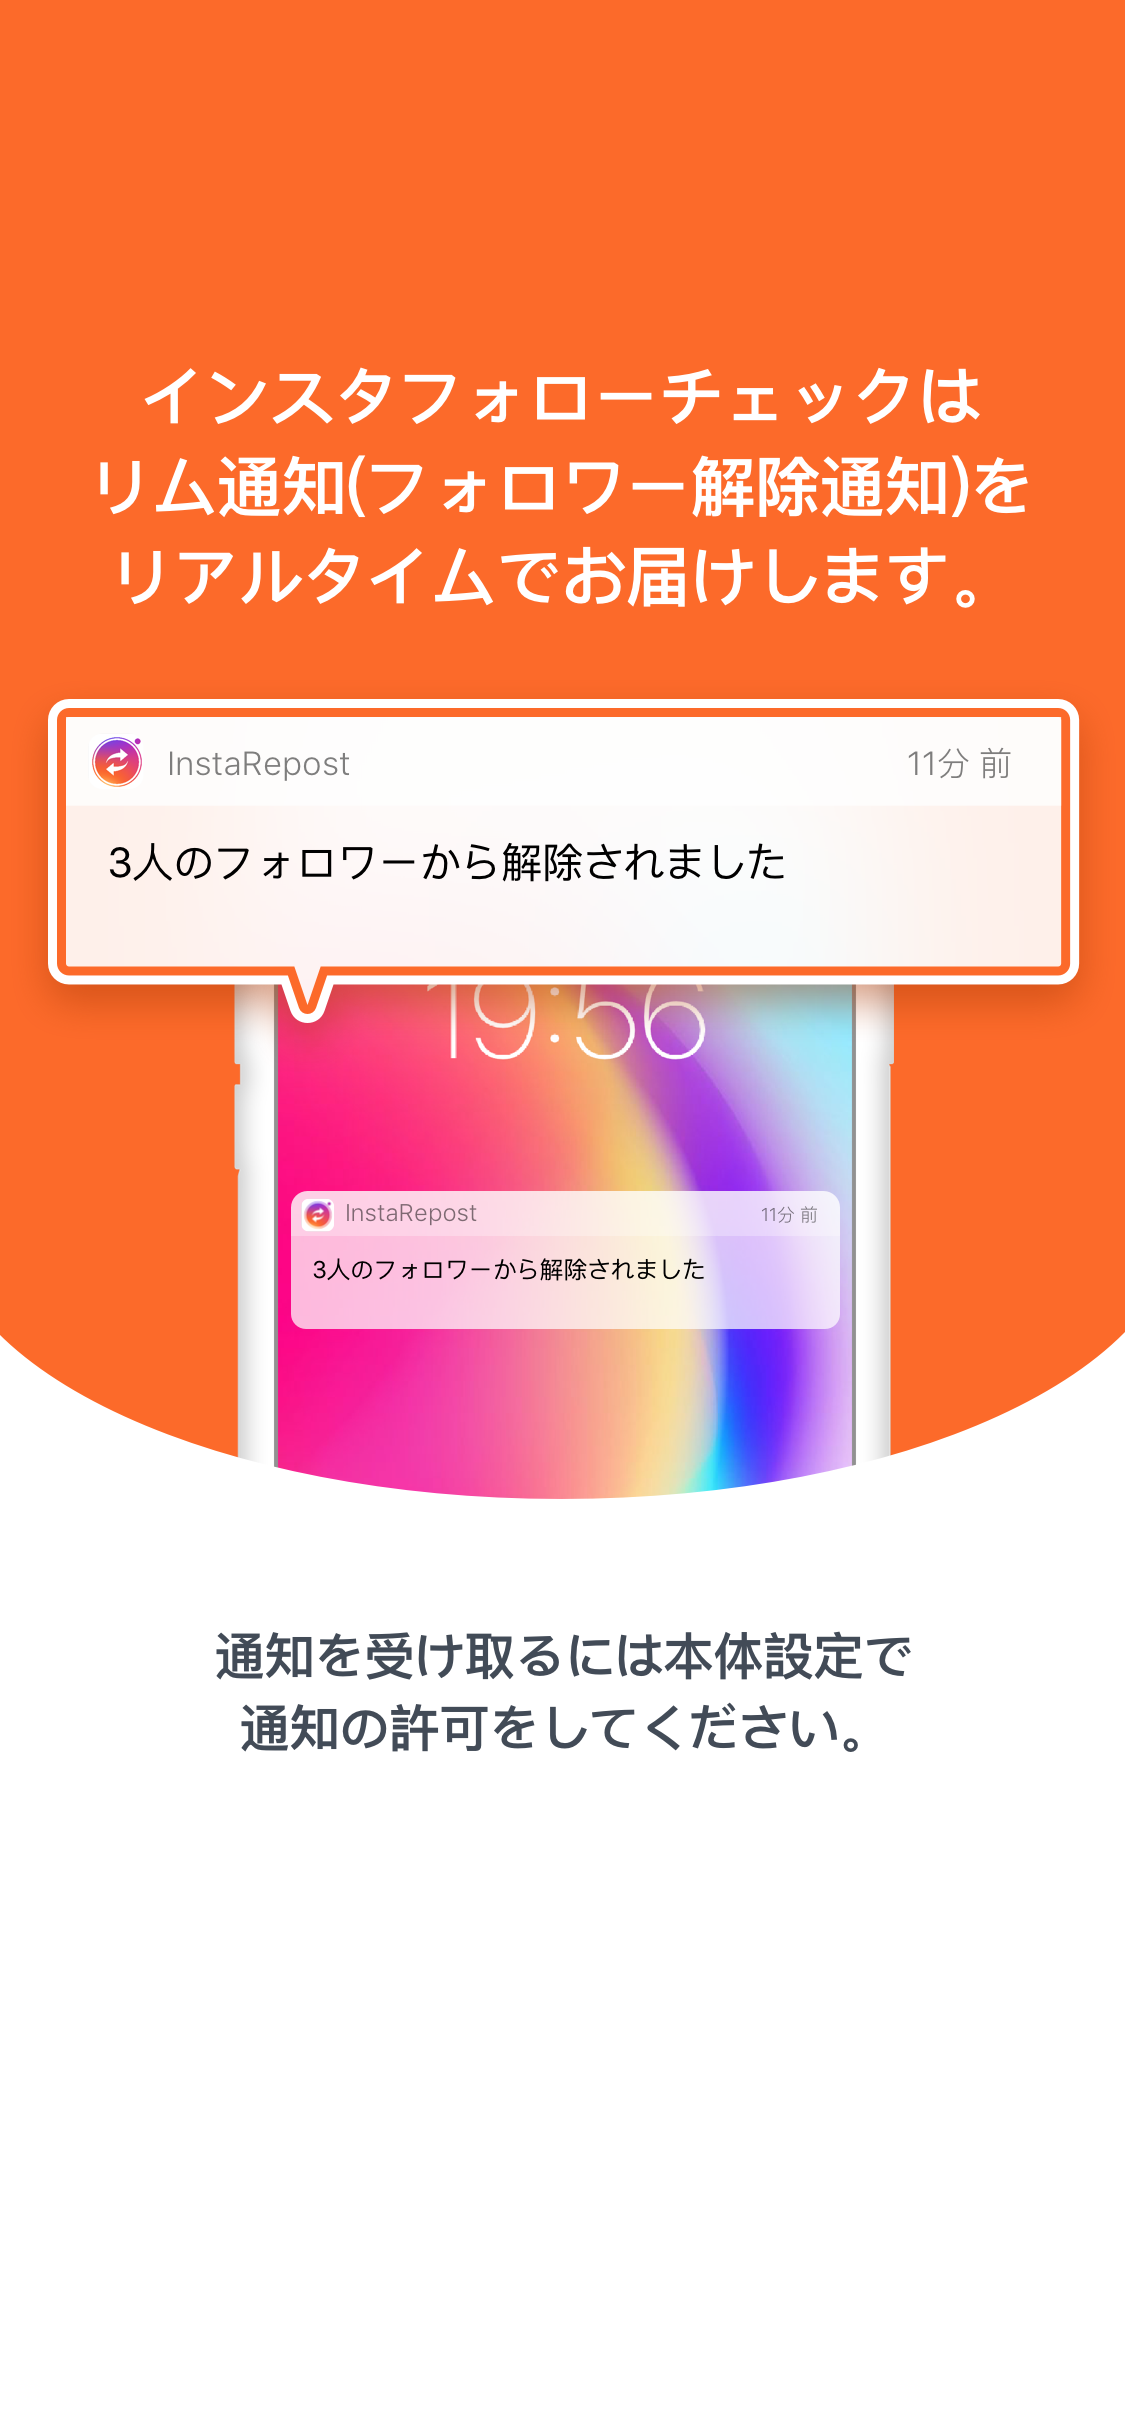 インスタフォローチェックは
リム通知(フォロワー解除通知)を
リアルタイムでお届けします。
InstaRepost 11分 前
3人のフォロワーから解除されました
19:56
InstaRepost 11分 前
3人のフォロワーから解除されました
通知を受け取るには本体設定で
通知の許可をしてください。